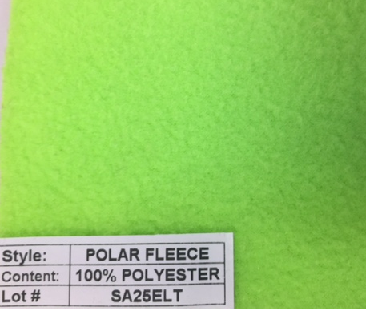 Style: POLAR FLEECE
Content: 100% POLYESTER
Lot # SA25ELT